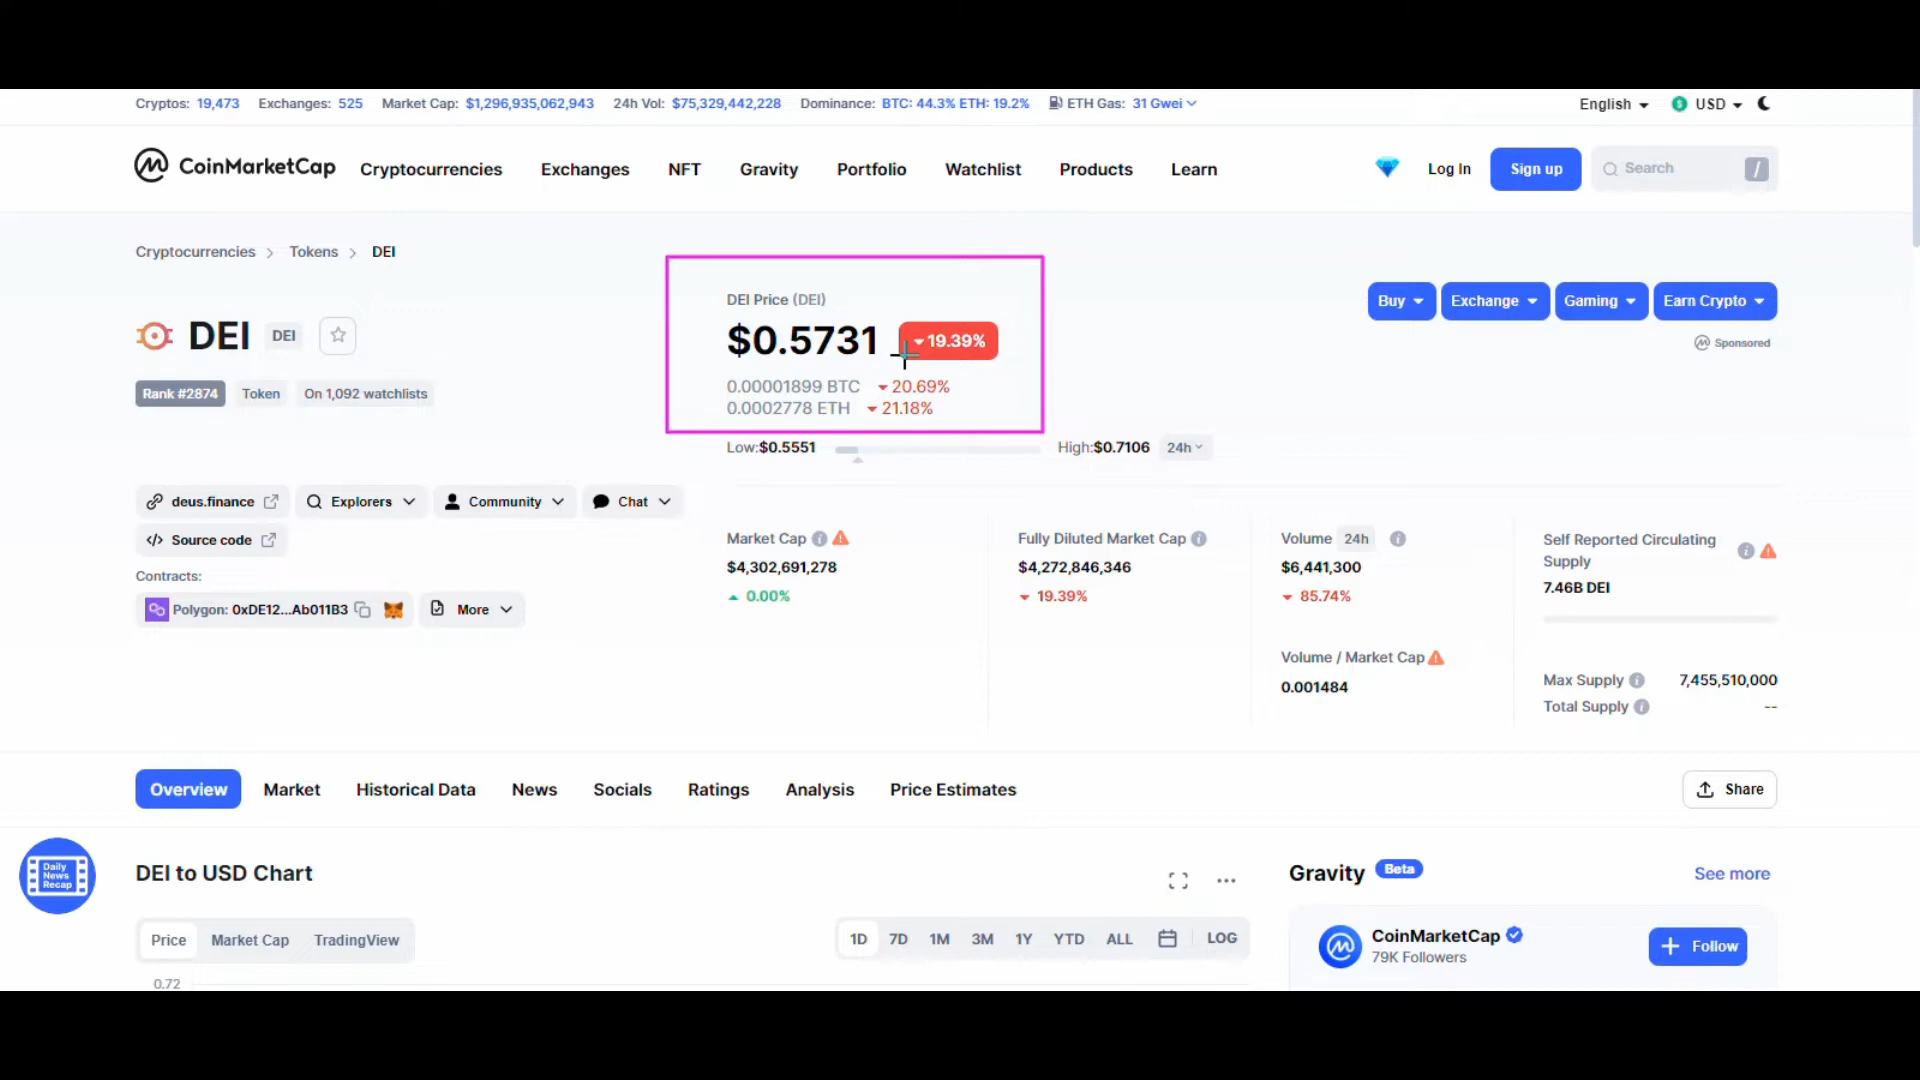 Cryptos: 19,473 Exchanges: 525 Market Cap: $1,296,935,062,943 24h Vol: $75,329,442,228 Dominance: BTC: 44.3% ETH: 19.2% ETH Gas: 31 Gwei English USD
CoinMarketCap Cryptocurrencies Exchanges NFT Gravity Portfolio Watchlist Products Learn Log In Sign up Search /
Cryptocurrencies > Tokens > DEI
DEI Price (DEI)
Buy Exchange Gaming Earn Crypto
DEI DEI $0.5731 19.39%
Sponsored
Rank #2874 Token On 1,092 watchlists
0.00001899 BTC 20.69%
0.0002778 ETH 21.18%
Low:$0.5551 High:$0.7106 24h
deus.finance Explorers Community Chat
Source code
Contracts:
Polygon: 0xDE12...Ab011B3 More
Market Cap
$4,302,691,278
0.00%
Fully Diluted Market Cap
$4,272,846,346
19.39%
Volume 24h
$6,441,300
85.74%
Volume / Market Cap
0.001484
Self Reported Circulating
Supply
7.46B DEI
Max Supply 7,455,510,000
Total Supply --
Overview Market Historical Data News Socials Ratings Analysis Price Estimates Share
Daily
News
Recap
DEI to USD Chart
Price Market Cap TradingView 1D 7D 1M 3M 1Y YTD ALL LOG
0.72
Gravity Beta See more
CoinMarketCap
79K Followers
+ Follow